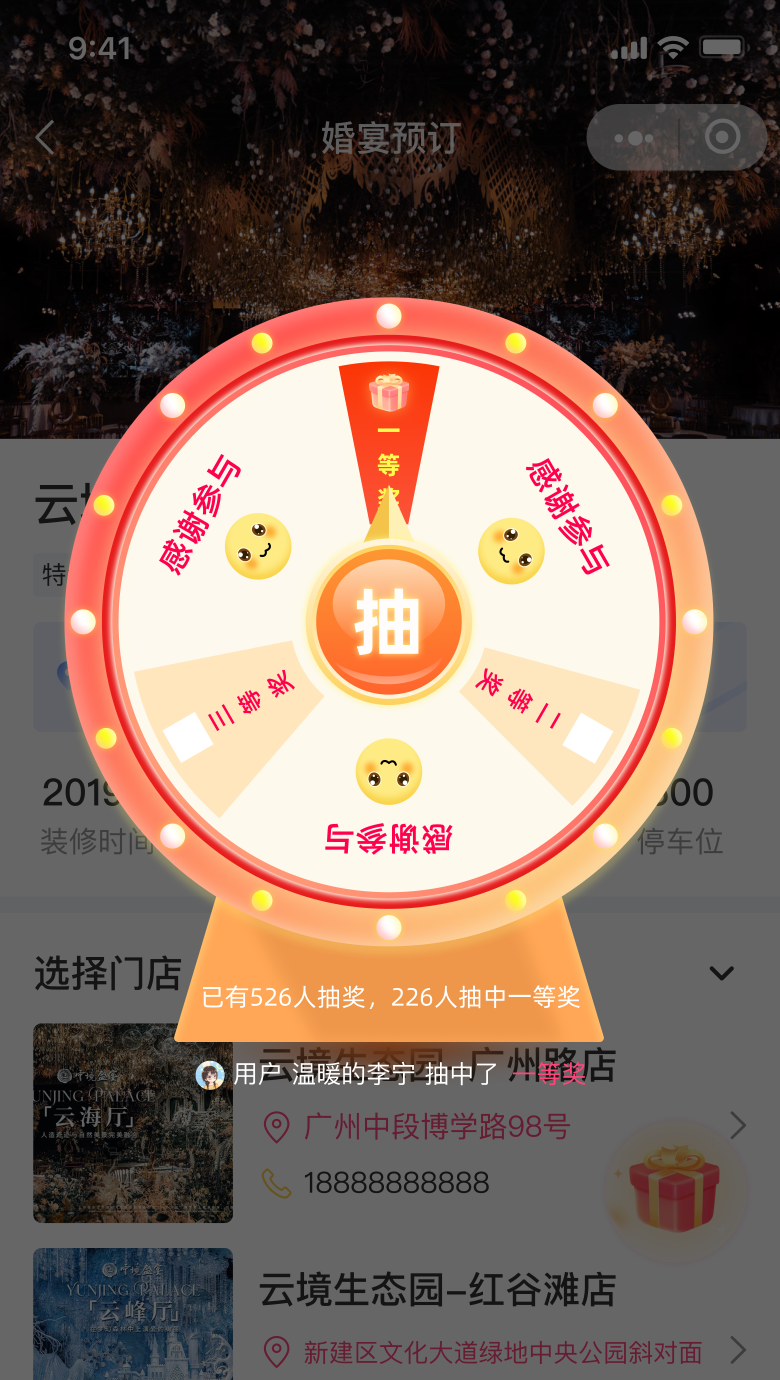 9:41
婚宴预订
一等奖
感谢参与
感谢参与
抽
三等奖
二等奖
感谢参与
特
2019
装修时间
停车位
选择门店
已有526人抽奖，226人抽中一等奖
云境生态园-广州路店
用户 温暖的李宁 抽中了 一等奖
YUNJING PALACE
「云海厅」
广州中段博学路98号
18888888888
云境生态园-红谷滩店
YUNJING PALACE
「云峰厅」
新建区文化大道绿地中央公园斜对面